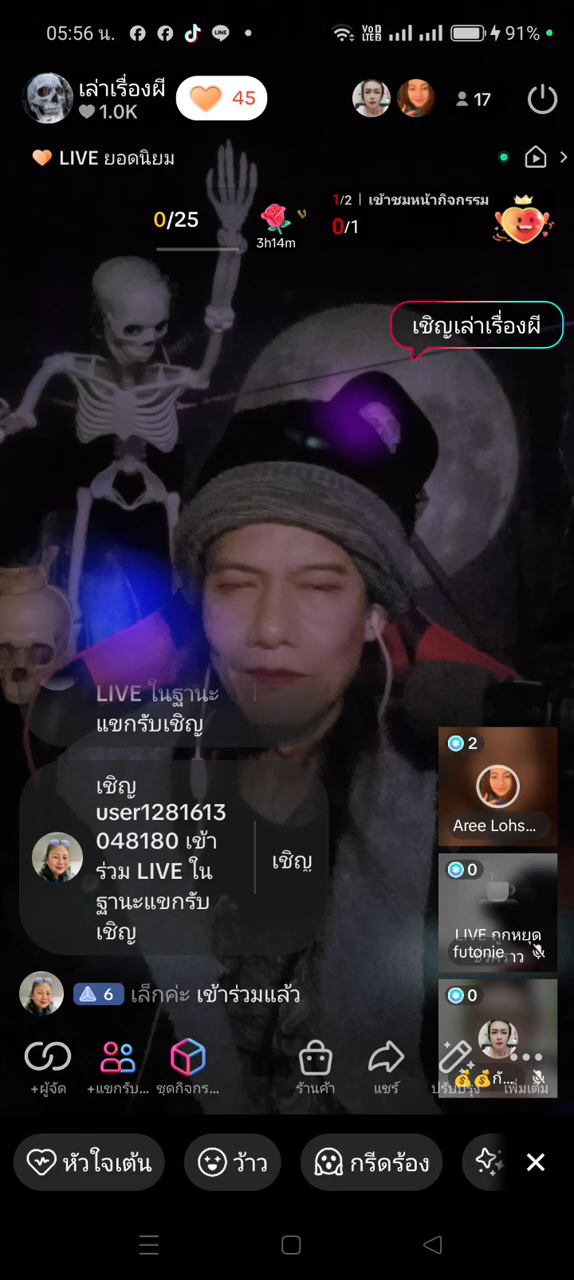 05:56 น.
VoD LTE2
91%
เล่าเรื่องผี
1.0K
45
17
LIVE ยอดนิยม
0/25
3h14m
1/2 | เข้าชมหน้ากิจกรรม
0/1
เชิญเล่าเรื่องผี
LIVE ในฐานะ
แขกรับเชิญ
เชิญ
user1281613
048180 เข้า
ร่วม LIVE ใน
ฐานะแขกรับ
เชิญ
เชิญ
2
Aree Lohs...
0
LIVE ถูกหยุด
futonie
0
6 เล็กค่ะ เข้าร่วมแล้ว
+ผู้จัด
+แขกรับ...
ชุดกิจกร...
ร้านค้า
แชร์
ปรับปรุง
เพิ่มเติม
หัวใจเต้น
ว้าว
กรีดร้อง